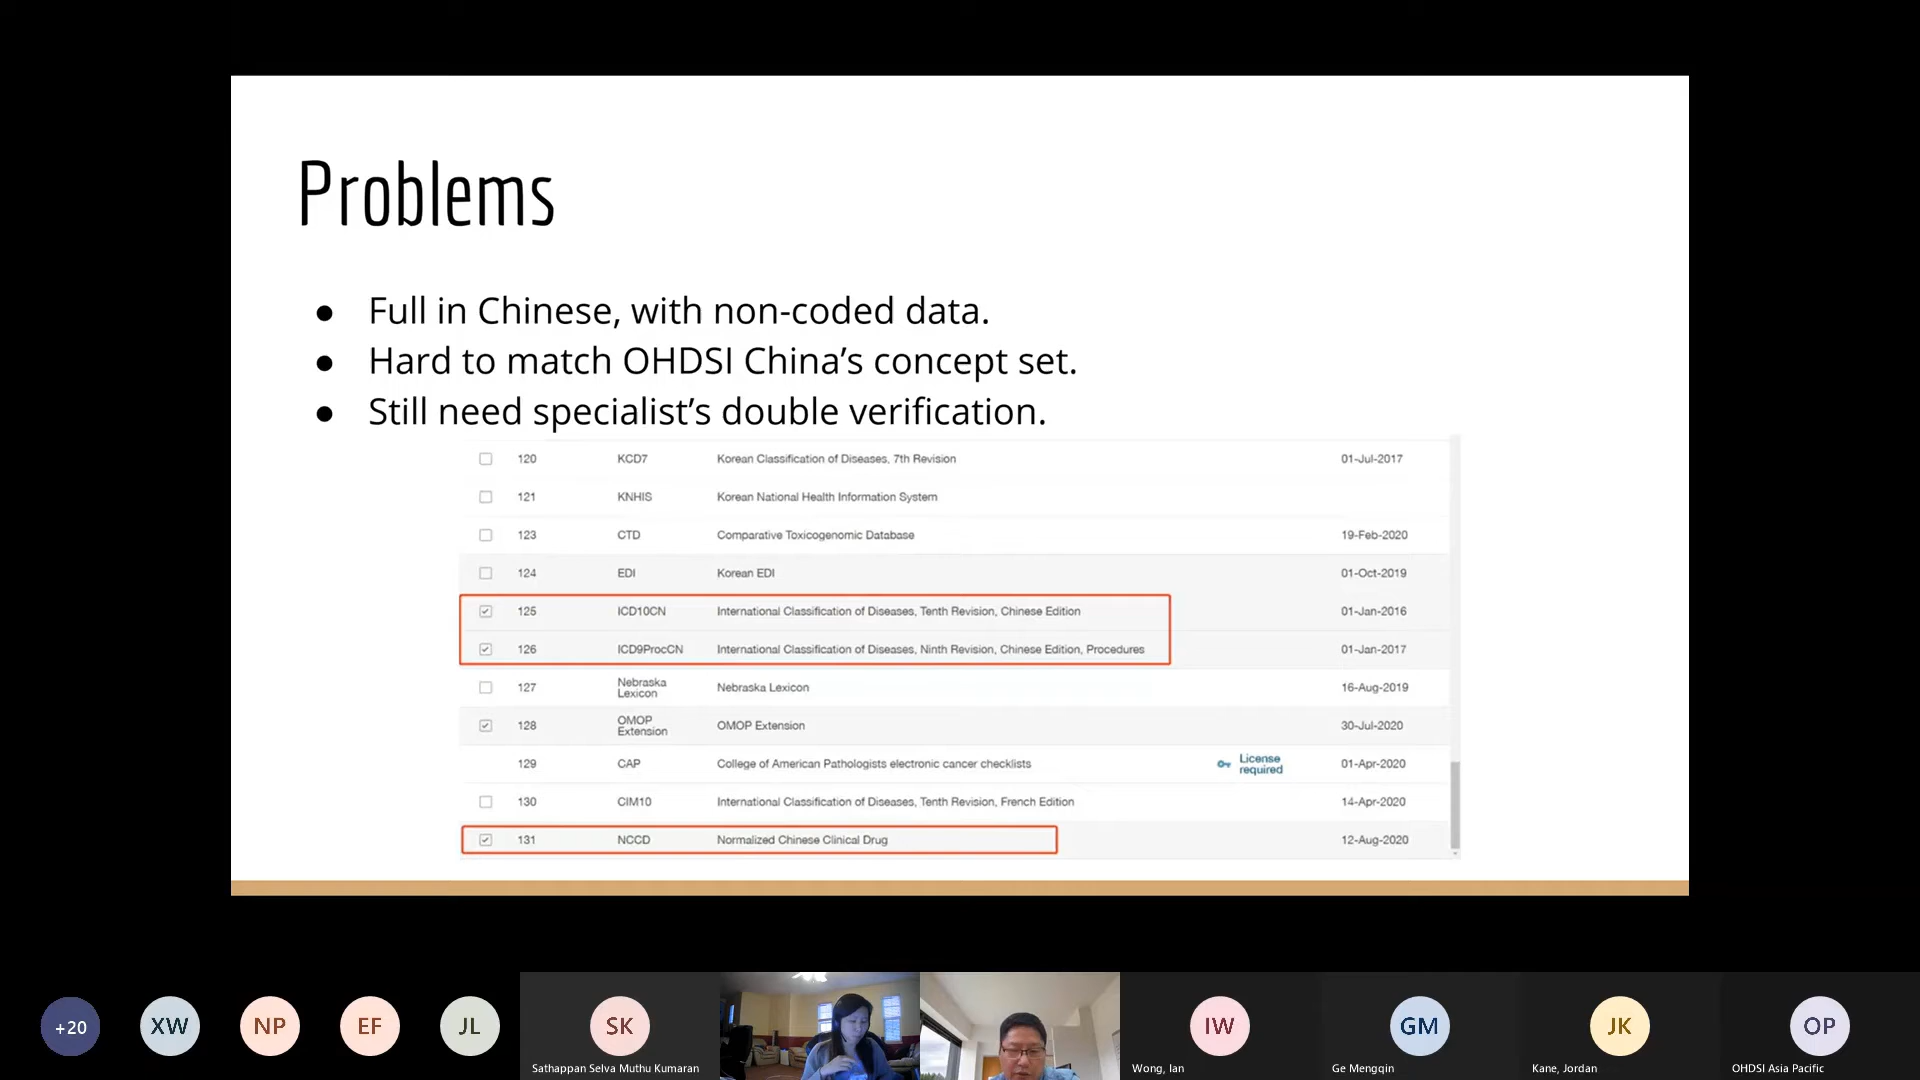 Problems
● Full in Chinese, with non-coded data.
● Hard to match OHDSI China’s concept set.
● Still need specialist’s double verification.
120 KCD7 Korean Classification of Diseases, 7th Revision 01-Jul-2017
121 KNHIS Korean National Health Information System
123 CTD Comparative Toxicogenomic Database 19-Feb-2020
124 EDI Korean EDI 01-Oct-2019
125 ICD10CN International Classification of Diseases, Tenth Revision, Chinese Edition 01-Jan-2016
126 ICD9ProcCN International Classification of Diseases, Ninth Revision, Chinese Edition, Procedures 01-Jan-2017
127 Nebraska Lexicon Nebraska Lexicon 16-Aug-2019
128 OMOP Extension OMOP Extension 30-Jul-2020
129 CAP College of American Pathologists electronic cancer checklists License required 01-Apr-2020
130 CIM10 International Classification of Diseases, Tenth Revision, French Edition 14-Apr-2020
131 NCCD Normalized Chinese Clinical Drug 12-Aug-2020
+20 XW NP EF JL SK IW GM JK OP
Sathappan Selva Muthu Kumaran Wong, Ian Ge Mengqin Kane, Jordan OHDSI Asia Pacific